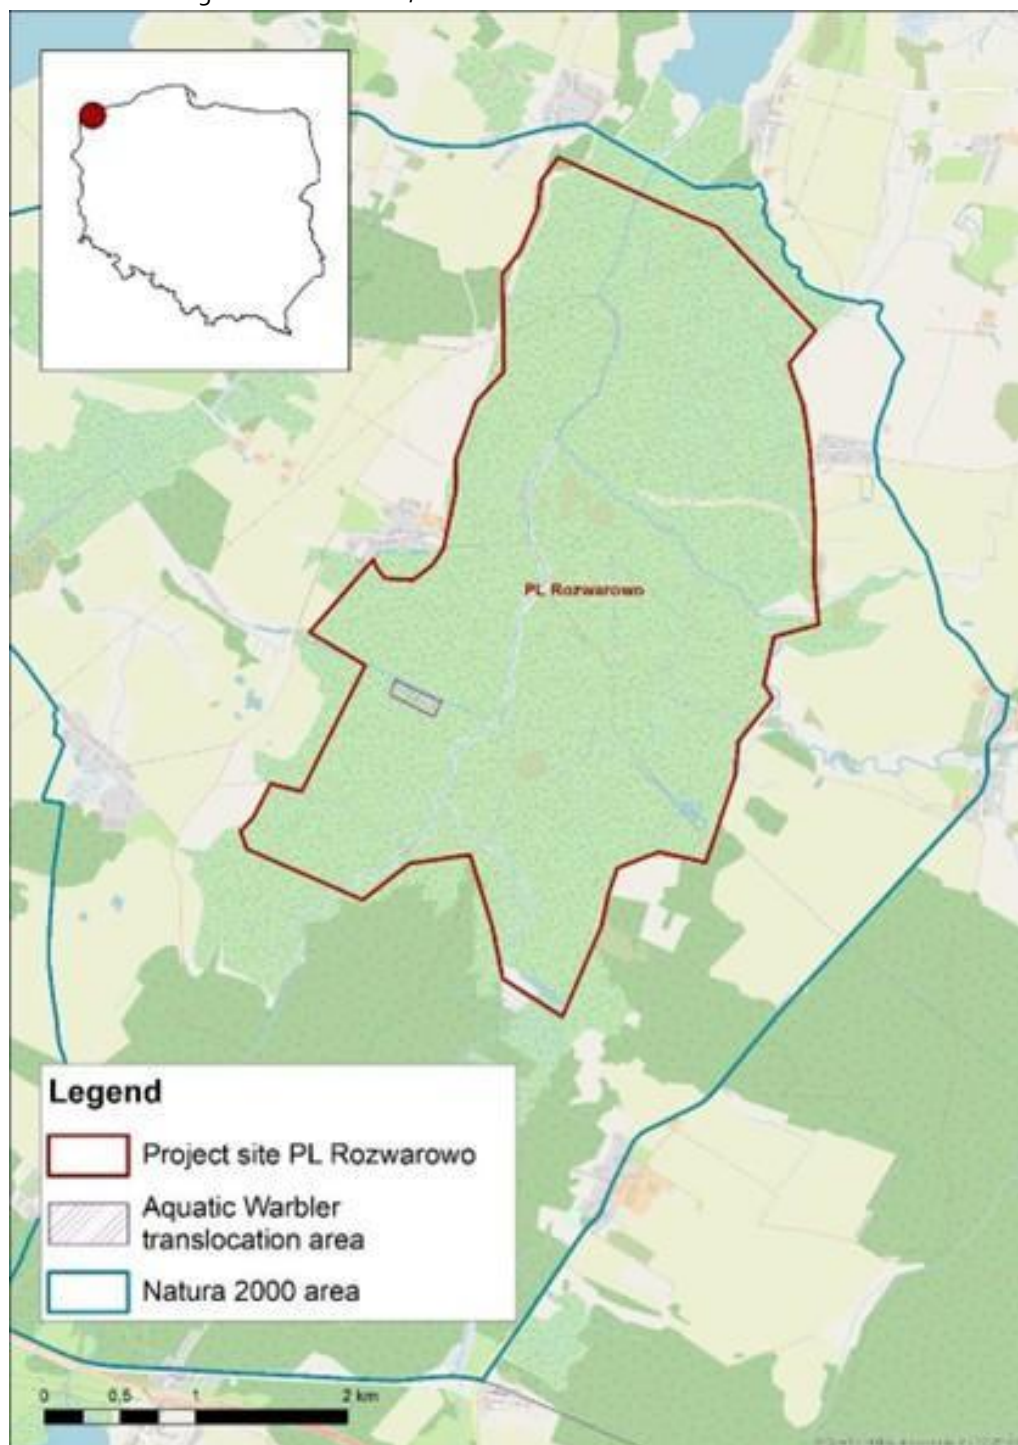 PL Rozwarowo
Legend
Project site PL Rozwarowo
Aquatic Warbler
translocation area
Natura 2000 area
0 0,5 1 2 km